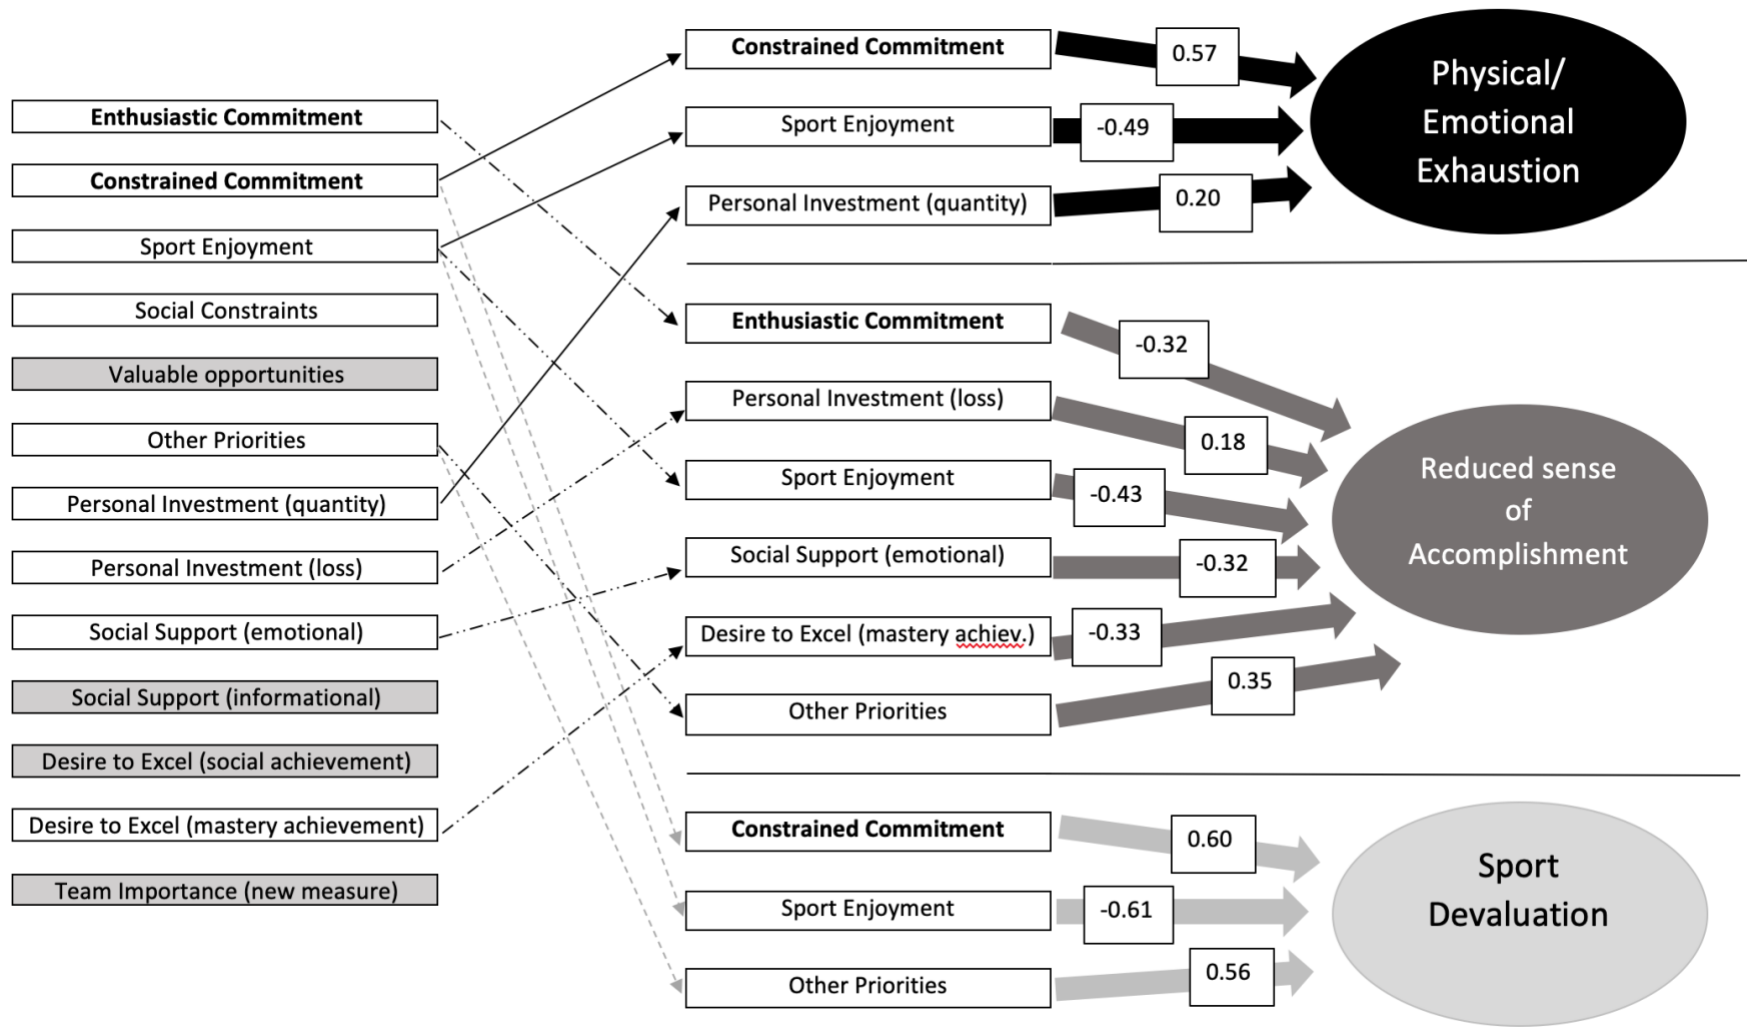 Enthusiastic Commitment
Constrained Commitment
Sport Enjoyment
Social Constraints
Valuable opportunities
Other Priorities
Personal Investment (quantity)
Personal Investment (loss)
Social Support (emotional)
Social Support (informational)
Desire to Excel (social achievement)
Desire to Excel (mastery achievement)
Team Importance (new measure)
Constrained Commitment
0.57
Sport Enjoyment
-0.49
Personal Investment (quantity)
0.20
Physical/
Emotional
Exhaustion
Enthusiastic Commitment
-0.32
Personal Investment (loss)
0.18
Sport Enjoyment
-0.43
Social Support (emotional)
-0.32
Desire to Excel (mastery achiev.)
-0.33
Other Priorities
0.35
Reduced sense
of
Accomplishment
Constrained Commitment
0.60
Sport Enjoyment
-0.61
Other Priorities
0.56
Sport
Devaluation